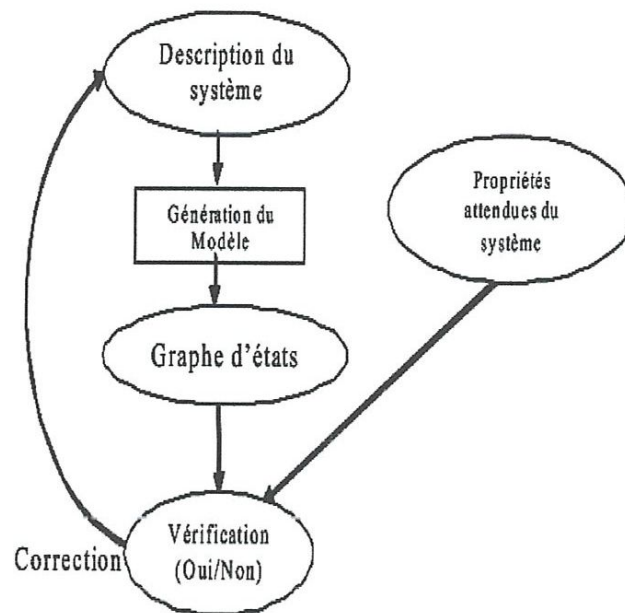 Description du
système
Génération du
Modèle
Propriétés
attendues du
système
Graphe d'états
Vérification
(Oui/Non)
Correction